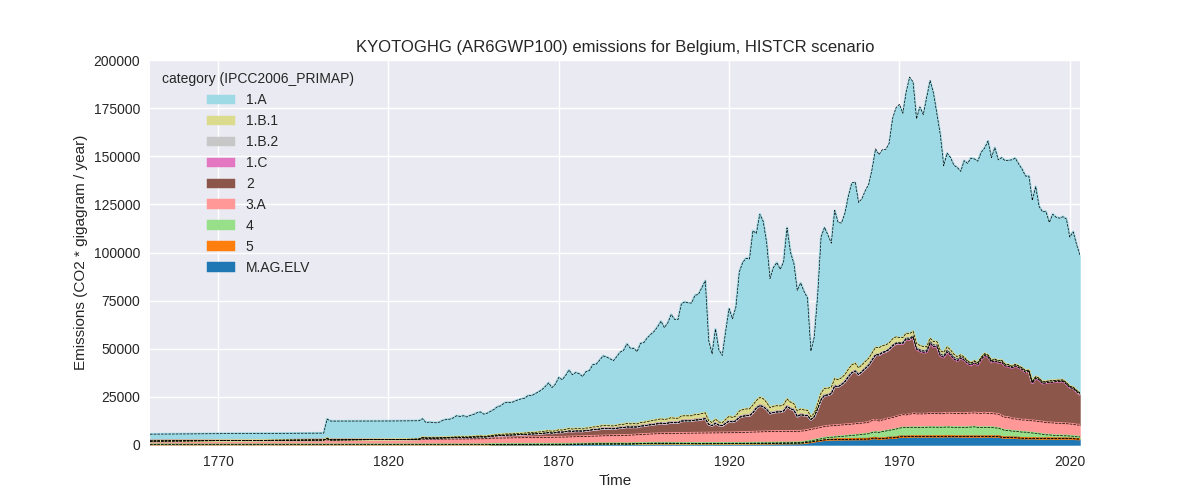 KYOTOGHG (AR6GWP100) emissions for Belgium, HISTCR scenario
200000
175000
150000
125000
100000
75000
50000
25000
0
Emissions (CO2 * gigagram / year)
category (IPCC2006_PRIMAP)
1.A
1.B.1
1.B.2
1.C
2
3.A
4
5
M.AG.ELV
1770
1820
1870
1920
1970
2020
Time